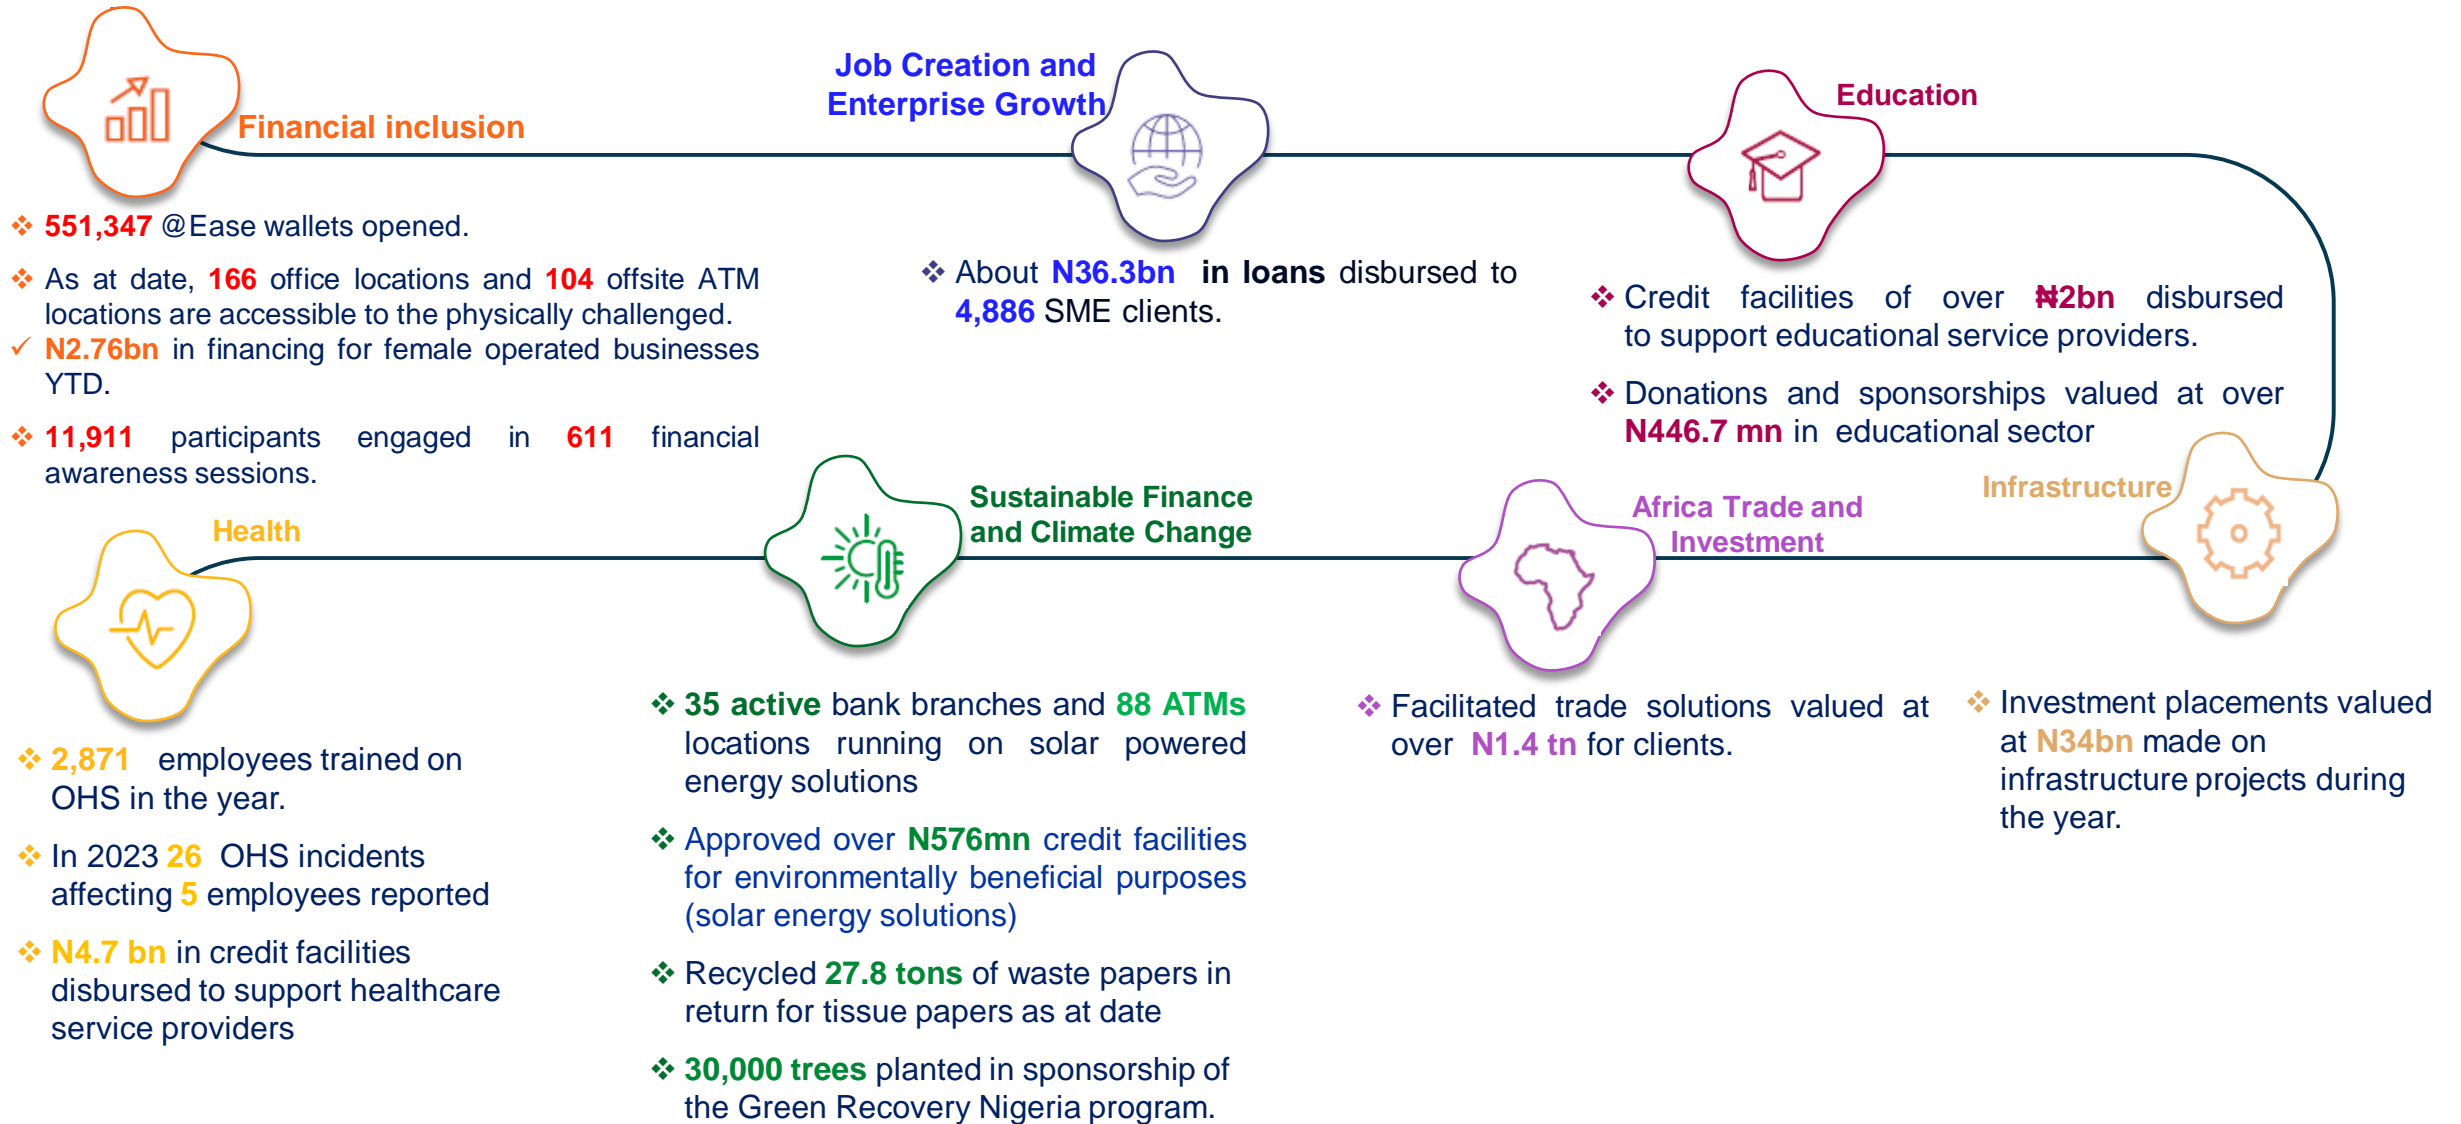 Financial inclusion
❖ 551,347 @Ease wallets opened.
❖ As at date, 166 office locations and 104 offsite ATM
locations are accessible to the physically challenged.
✓ N2.76bn in financing for female operated businesses
YTD.
❖ 11,911 participants engaged in 611 financial
awareness sessions.
Job Creation and
Enterprise Growth
❖ About N36.3bn in loans disbursed to
4,886 SME clients.
Education
❖ Credit facilities of over ₦2bn disbursed
to support educational service providers.
❖ Donations and sponsorships valued at over
N446.7 mn in educational sector
Health
❖ 2,871 employees trained on
OHS in the year.
❖ In 2023 26 OHS incidents
affecting 5 employees reported
❖ N4.7 bn in credit facilities
disbursed to support healthcare
service providers
Sustainable Finance
and Climate Change
❖ 35 active bank branches and 88 ATMs
locations running on solar powered
energy solutions
❖ Approved over N576mn credit facilities
for environmentally beneficial purposes
(solar energy solutions)
❖ Recycled 27.8 tons of waste papers in
return for tissue papers as at date
❖ 30,000 trees planted in sponsorship of
the Green Recovery Nigeria program.
Africa Trade and
Investment
❖ Facilitated trade solutions valued at
over N1.4 tn for clients.
Infrastructure
❖ Investment placements valued
at N34bn made on
infrastructure projects during
the year.